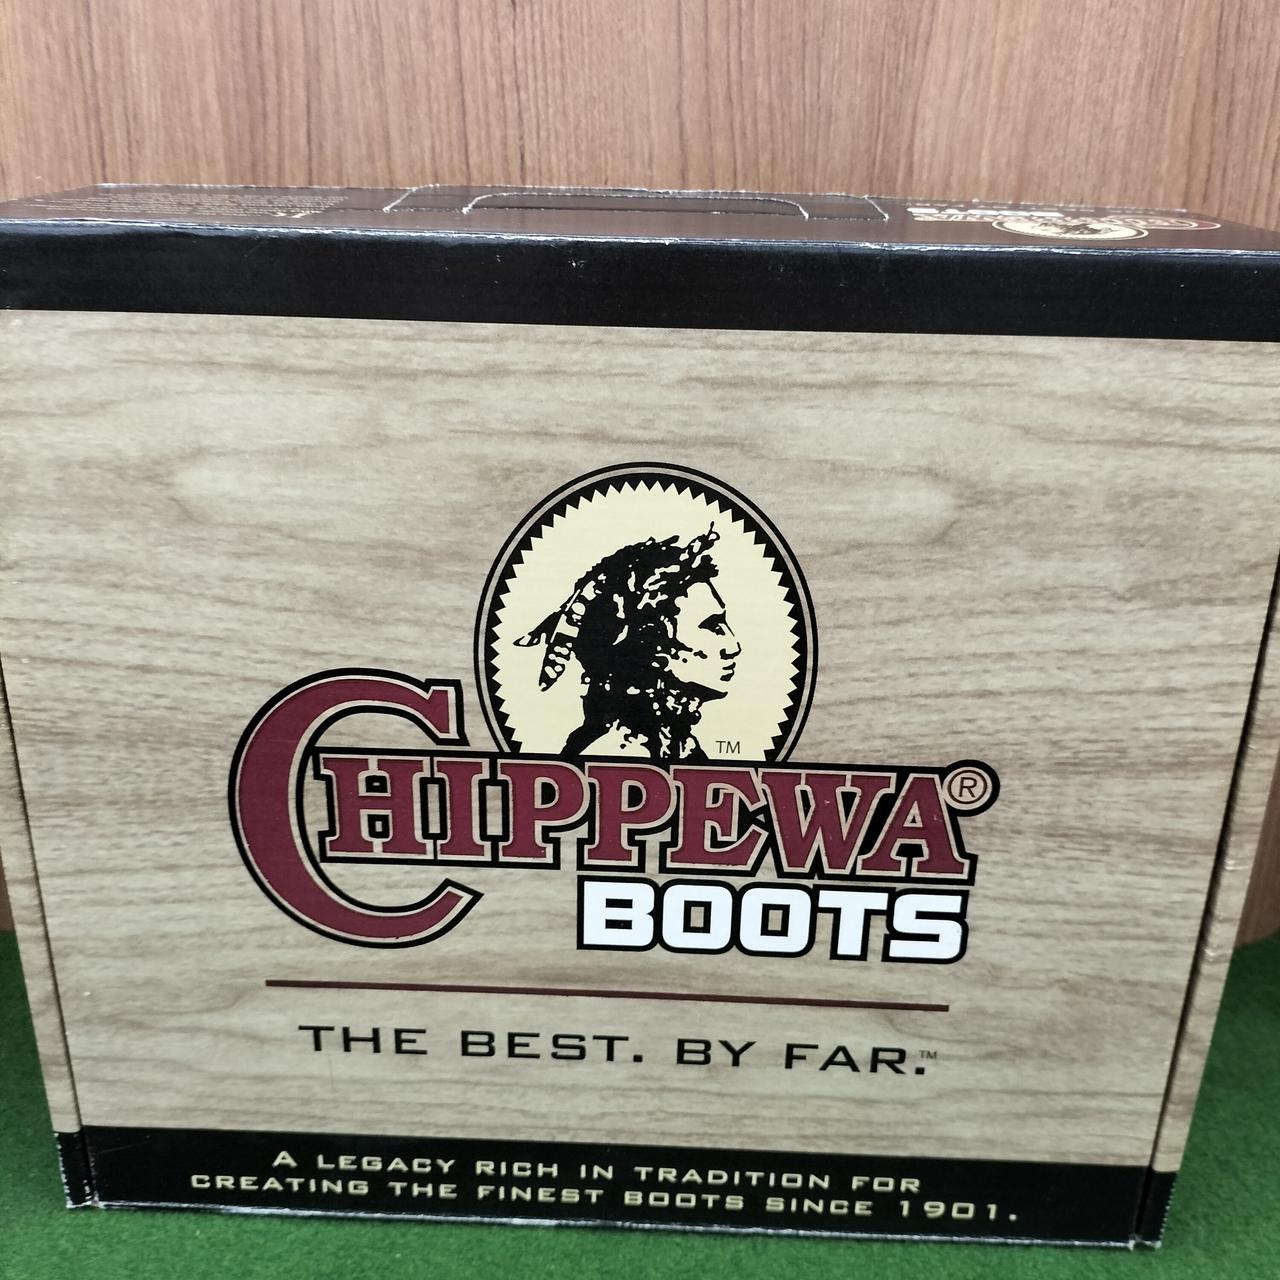 TM
CHIPPEWA®
BOOTS
THE BEST. BY FAR.™
A LEGACY RICH IN TRADITION FOR
CREATING THE FINEST BOOTS SINCE 1901.